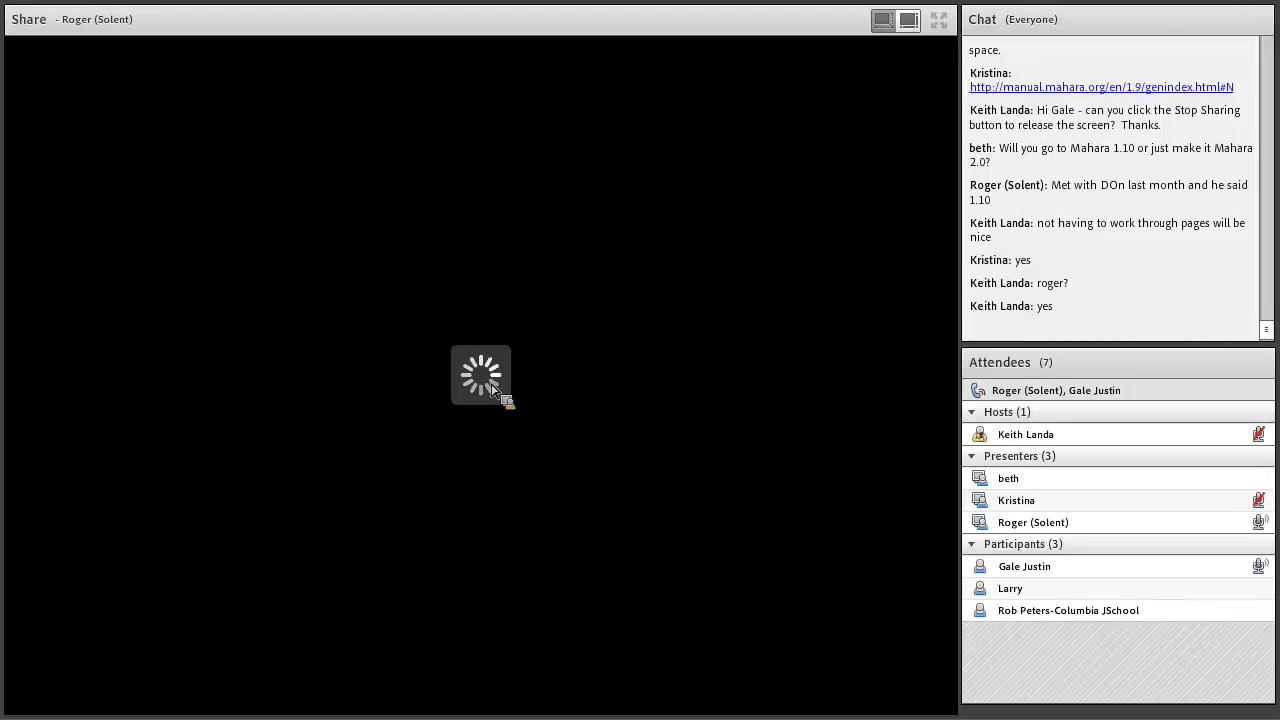 Share - Roger (Solent)
Chat (Everyone)
space.
Kristina:
http://manual.mahara.org/en/1.9/genindex.html#N
Keith Landa: Hi Gale - can you click the Stop Sharing
button to release the screen? Thanks.
beth: Will you go to Mahara 1.10 or just make it Mahara
2.0?
Roger (Solent): Met with DOn last month and he said
1.10
Keith Landa: not having to work through pages will be
nice
Kristina: yes
Keith Landa: roger?
Keith Landa: yes
Attendees (7)
Roger (Solent), Gale Justin
Hosts (1)
Keith Landa
Presenters (3)
beth
Kristina
Roger (Solent)
Participants (3)
Gale Justin
Larry
Rob Peters-Columbia JSchool